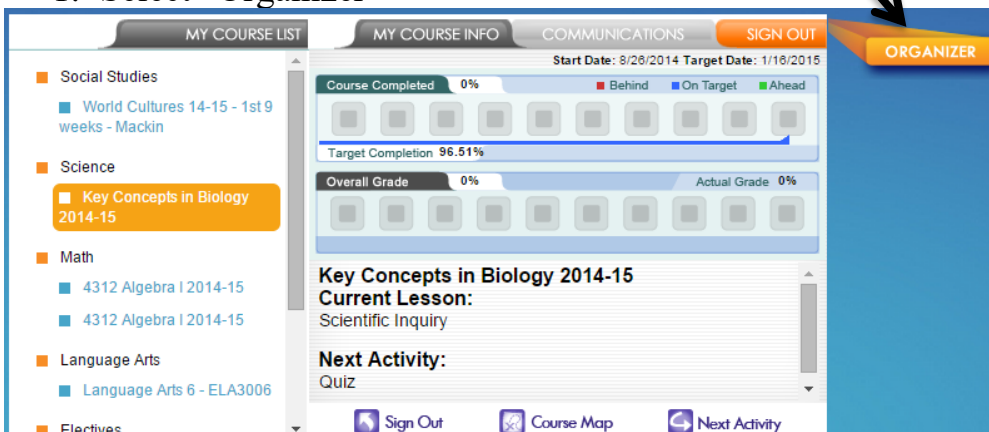 1. Select "Organizer"
MY COURSE LIST
MY COURSE INFO
COMMUNICATIONS
SIGN OUT
ORGANIZER
Start Date: 8/26/2014 Target Date: 1/16/2015
Social Studies
World Cultures 14-15 - 1st 9
weeks - Mackin
Science
Key Concepts in Biology
2014-15
Math
4312 Algebra I 2014-15
4312 Algebra I 2014-15
Language Arts
Language Arts 6 - ELA3006
Electives
Course Completed 0%
Behind On Target Ahead
Target Completion 96.51%
Overall Grade 0%
Actual Grade 0%
Key Concepts in Biology 2014-15
Current Lesson:
Scientific Inquiry
Next Activity:
Quiz
Sign Out
Course Map
Next Activity